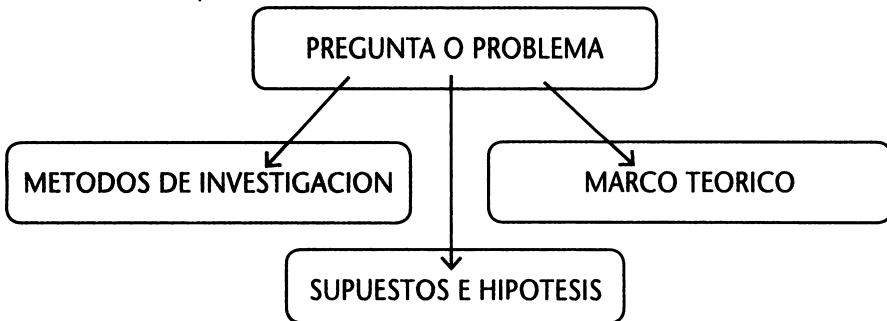 PREGUNTA O PROBLEMA
METODOS DE INVESTIGACION
MARCO TEORICO
SUPUESTOS E HIPOTESIS